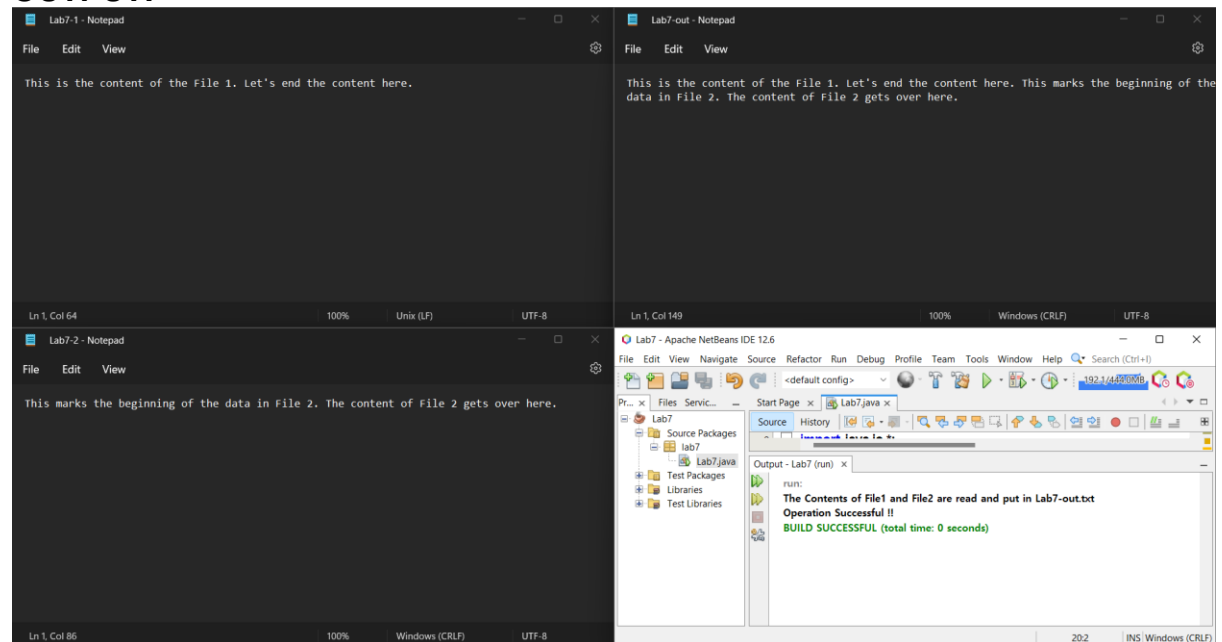 Lab7-1 - Notepad
File Edit View
This is the content of the File 1. Let's end the content here.
Ln 1, Col 64 100% Unix (LF) UTF-8
Lab7-out - Notepad
File Edit View
This is the content of the File 1. Let's end the content here. This marks the beginning of the
data in File 2. The content of File 2 gets over here.
Ln 1, Col 149 100% Windows (CRLF) UTF-8
Lab7-2 - Notepad
File Edit View
This marks the beginning of the data in File 2. The content of File 2 gets over here.
Ln 1, Col 86 100% Windows (CRLF) UTF-8
Lab7 - Apache NetBeans IDE 12.6
File Edit View Navigate Source Refactor Run Debug Profile Team Tools Window Help Search (Ctrl+I)
<default config>
Pr... Files Servic... Start Page Lab7.java
Lab7
Source Packages
lab7
Lab7.java
Test Packages
Libraries
Test Libraries
Source History
import java.io.*;
Output - Lab7 (run)
run:
The Contents of File1 and File2 are read and put in Lab7-out.txt
Operation Successful !!
BUILD SUCCESSFUL (total time: 0 seconds)
20:2 INS Windows (CRLF)